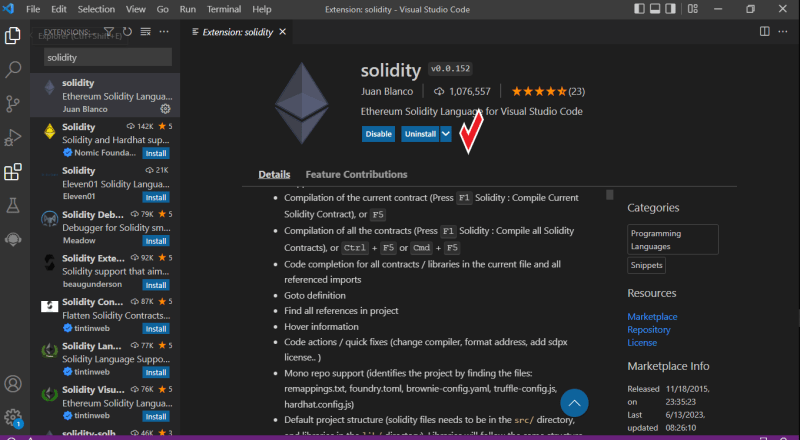 File Edit Selection View Go Run Terminal Help
Extension: solidity - Visual Studio Code
EXTENSIONS...
Explorer (Ctrl+Shift+E)
solidity
solidity
Ethereum Solidity Langua...
Juan Blanco
Solidity 142K ★ 5
Solidity and Hardhat sup...
Nomic Founda... Install
Solidity 21K
Eleven01 Solidity Langua...
Eleven01 Install
Solidity Deb... 79K ★ 5
Debugger for Solidity sm...
Meadow Install
Solidity Exte... 92K ★ 5
Solidity support that aim...
beaugunderson Install
Solidity Con... 87K ★ 5
Flatten Solidity Contracts...
tintinweb Install
Solidity Lan... 77K ★ 5
Solidity Language Suppo...
tintinweb Install
Solidity Visu... 76K ★ 5
Ethereum Solidity Langua...
tintinweb Install
solidity-solh... 46K ★ 3
1
Extension: solidity
solidity v0.0.152
Juan Blanco 1,076,557 ★★★★★(23)
Ethereum Solidity Language for Visual Studio Code
Disable Uninstall
Details Feature Contributions
• Compilation of the current contract (Press F1 Solidity : Compile Current
Solidity Contract), or F5
• Compilation of all the contracts (Press F1 Solidity : Compile all Solidity
Contracts), or Ctrl + F5 or Cmd + F5
• Code completion for all contracts / libraries in the current file and all
referenced imports
• Goto definition
• Find all references in project
• Hover information
• Code actions / quick fixes (change compiler, format address, add sdpx
license.. )
• Mono repo support (identifies the project by finding the files:
remappings.txt, foundry.toml, brownie-config.yaml, truffle-config.js,
hardhat.config.js)
• Default project structure (solidity files needs to be in the src/ directory,
Categories
Programming
Languages
Snippets
Resources
Marketplace
Repository
License
Marketplace Info
Released 11/18/2015,
on 23:35:23
Last 6/13/2023,
updated 08:26:10